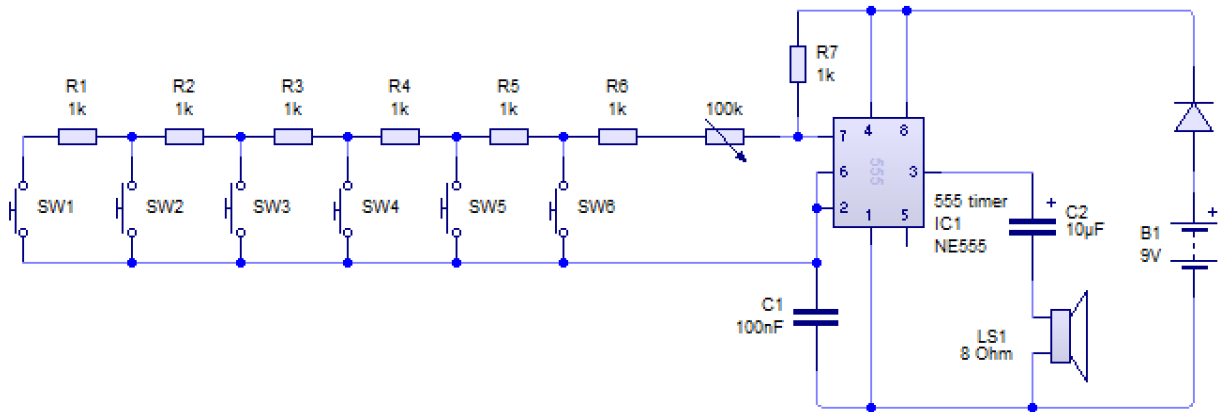 R1
1k
R2
1k
R3
1k
R4
1k
R5
1k
R6
1k
100k
R7
1k
SW1
SW2
SW3
SW4
SW5
SW6
7
4
8
6
555
3
2
1
5
555 timer
IC1
NE555
+
C2
10µF
+
B1
9V
C1
100nF
LS1
8 Ohm